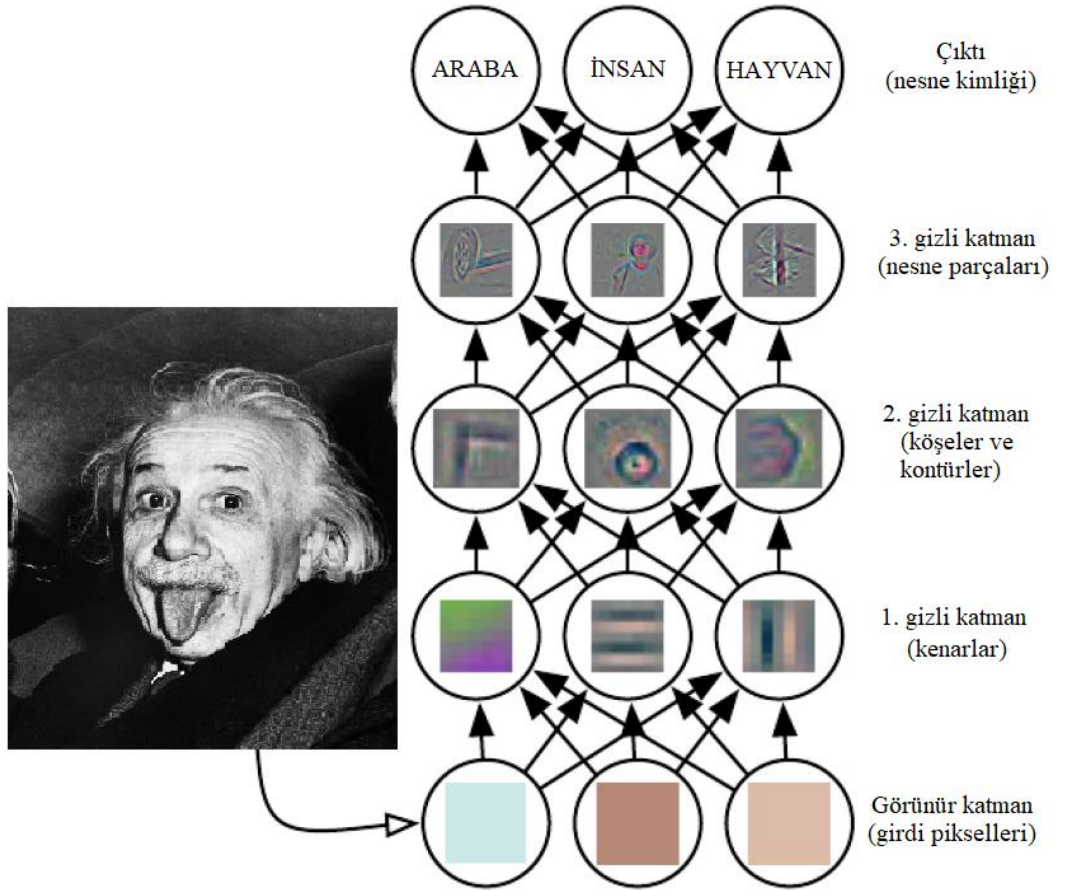 ARABA
İNSAN
HAYVAN
Çıktı
(nesne kimliği)
3. gizli katman
(nesne parçaları)
2. gizli katman
(köşeler ve
kontürler)
1. gizli katman
(kenarlar)
Görünür katman
(girdi pikselleri)